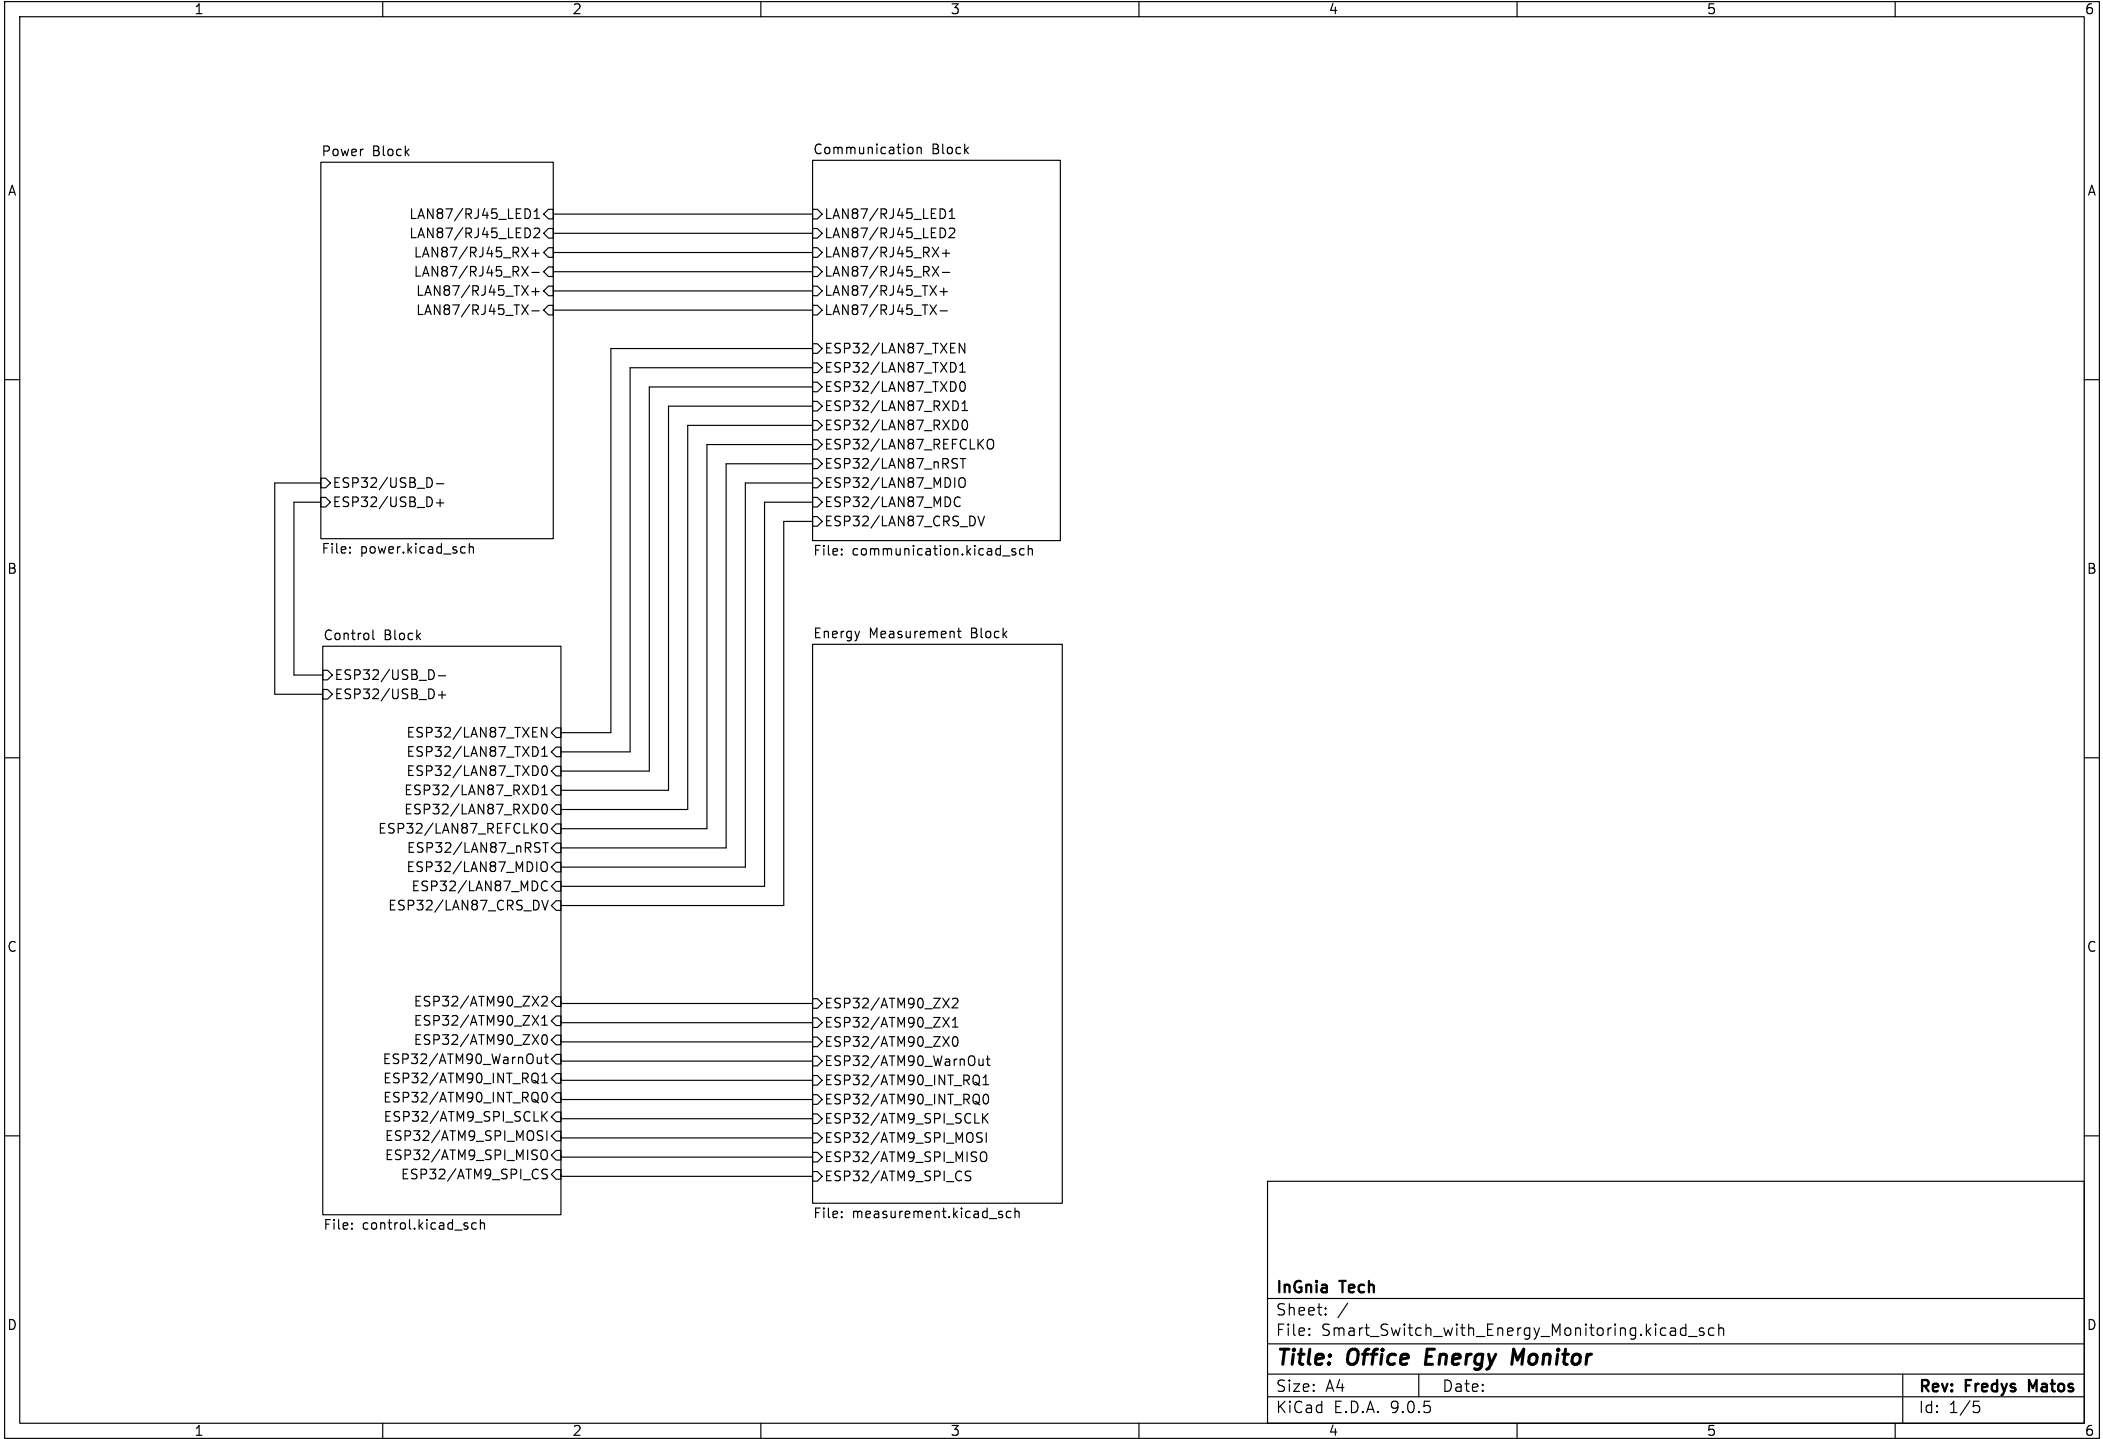 1 2 3 4 5 6
A A
B B
C C
D D
Power Block
LAN87/RJ45_LED1
LAN87/RJ45_LED2
LAN87/RJ45_RX+
LAN87/RJ45_RX-
LAN87/RJ45_TX+
LAN87/RJ45_TX-
ESP32/USB_D-
ESP32/USB_D+
File: power.kicad_sch
Communication Block
LAN87/RJ45_LED1
LAN87/RJ45_LED2
LAN87/RJ45_RX+
LAN87/RJ45_RX-
LAN87/RJ45_TX+
LAN87/RJ45_TX-
ESP32/LAN87_TXEN
ESP32/LAN87_TXD1
ESP32/LAN87_TXD0
ESP32/LAN87_RXD1
ESP32/LAN87_RXD0
ESP32/LAN87_REFCLKO
ESP32/LAN87_nRST
ESP32/LAN87_MDIO
ESP32/LAN87_MDC
ESP32/LAN87_CRS_DV
File: communication.kicad_sch
Control Block
ESP32/USB_D-
ESP32/USB_D+
ESP32/LAN87_TXEN
ESP32/LAN87_TXD1
ESP32/LAN87_TXD0
ESP32/LAN87_RXD1
ESP32/LAN87_RXD0
ESP32/LAN87_REFCLKO
ESP32/LAN87_nRST
ESP32/LAN87_MDIO
ESP32/LAN87_MDC
ESP32/LAN87_CRS_DV
ESP32/ATM90_ZX2
ESP32/ATM90_ZX1
ESP32/ATM90_ZX0
ESP32/ATM90_WarnOut
ESP32/ATM90_INT_RQ1
ESP32/ATM90_INT_RQ0
ESP32/ATM9_SPI_SCLK
ESP32/ATM9_SPI_MOSI
ESP32/ATM9_SPI_MISO
ESP32/ATM9_SPI_CS
File: control.kicad_sch
Energy Measurement Block
ESP32/ATM90_ZX2
ESP32/ATM90_ZX1
ESP32/ATM90_ZX0
ESP32/ATM90_WarnOut
ESP32/ATM90_INT_RQ1
ESP32/ATM90_INT_RQ0
ESP32/ATM9_SPI_SCLK
ESP32/ATM9_SPI_MOSI
ESP32/ATM9_SPI_MISO
ESP32/ATM9_SPI_CS
File: measurement.kicad_sch
InGnia Tech
Sheet: /
File: Smart_Switch_with_Energy_Monitoring.kicad_sch
Title: Office Energy Monitor
Size: A4 Date: Rev: Fredys Matos
KiCad E.D.A. 9.0.5 Id: 1/5
1 2 3 4 5 6